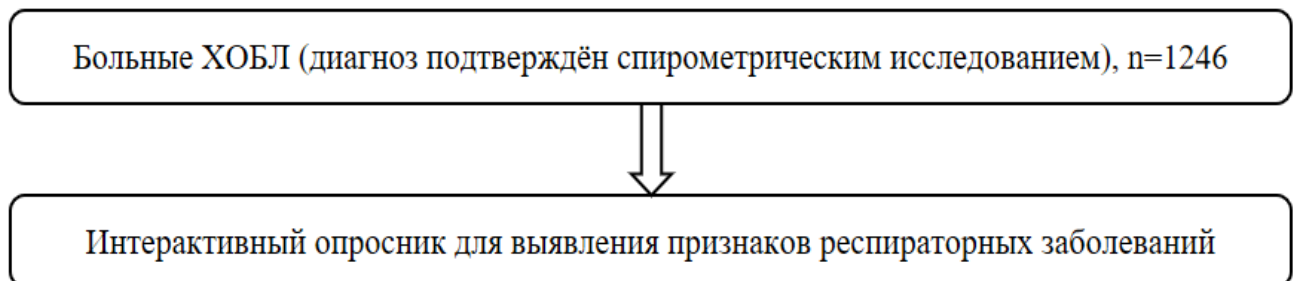 Больные ХОБЛ (диагноз подтверждён спирометрическим исследованием), n=1246
Интерактивный опросник для выявления признаков респираторных заболеваний